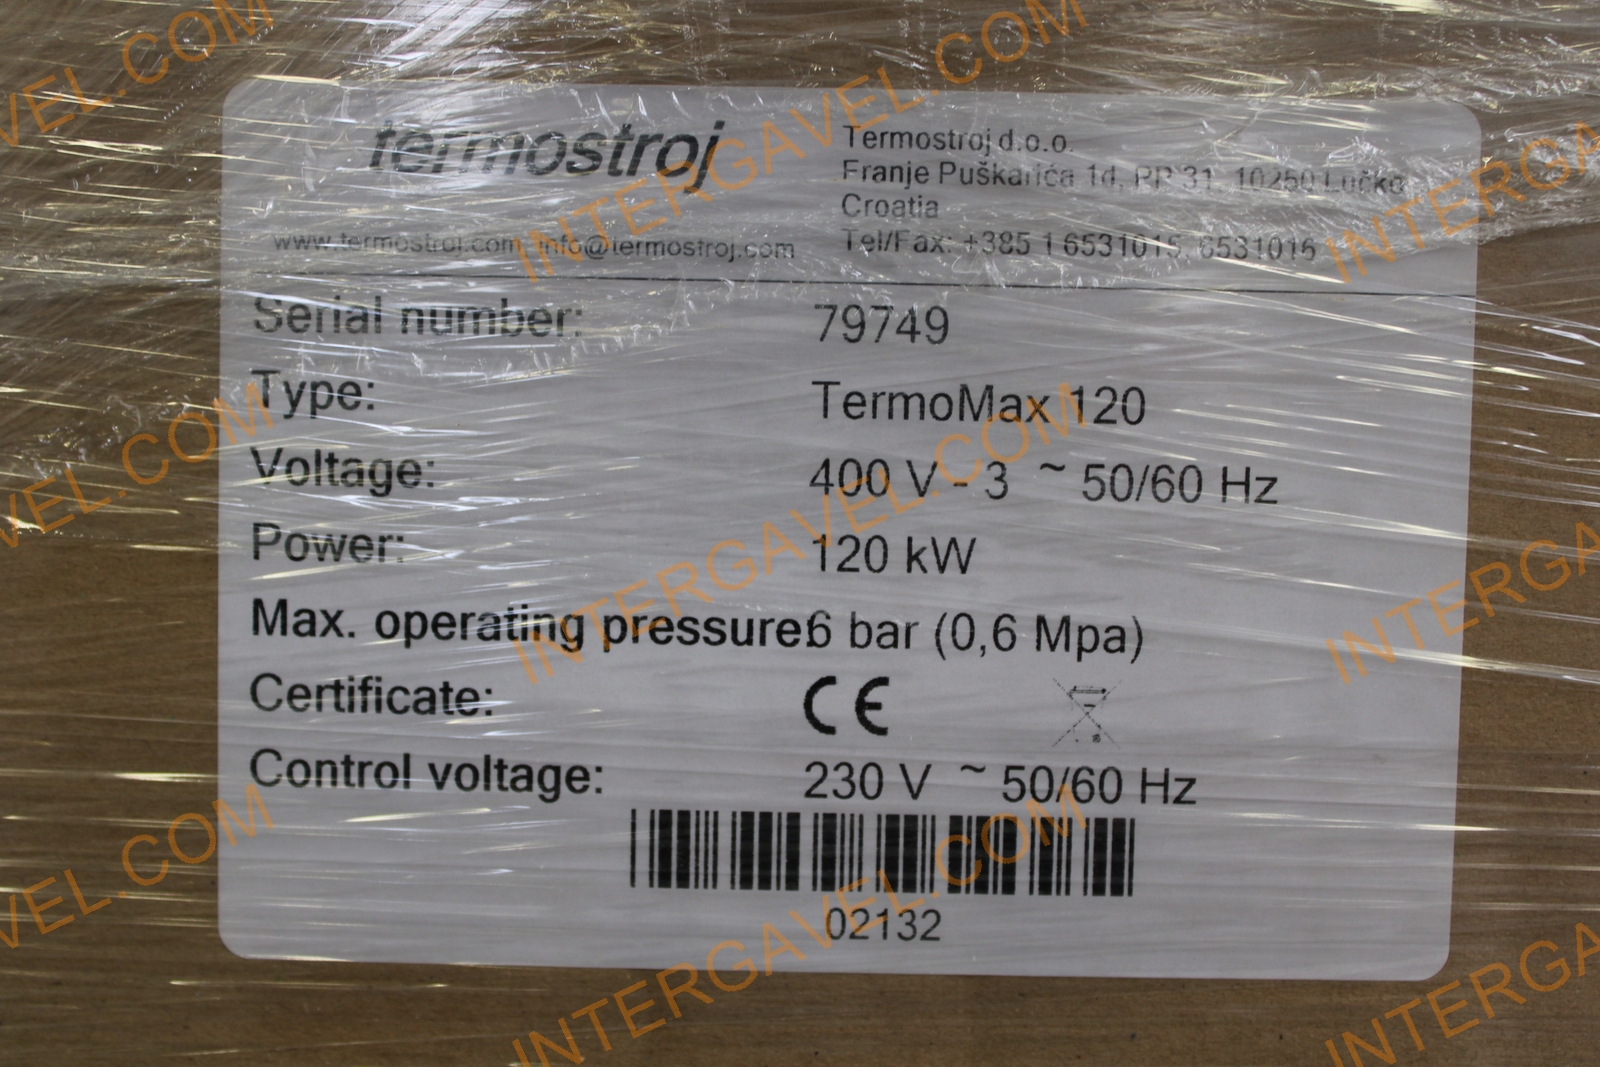 termostroj
www.termostroj.com, info@termostroj.com
Termostroj d.o.o.
Franje Puškarića 1d, PP 31, 10250 Lučko
Croatia
Tel/Fax: +385 1 6531015, 6531016
Serial number: 79749
Type: TermoMax 120
Voltage: 400 V - 3 ~ 50/60 Hz
Power: 120 kW
Max. operating pressure6 bar (0,6 Mpa)
Certificate: CE
Control voltage: 230 V ~ 50/60 Hz
02132
INTERGAVEL.COM